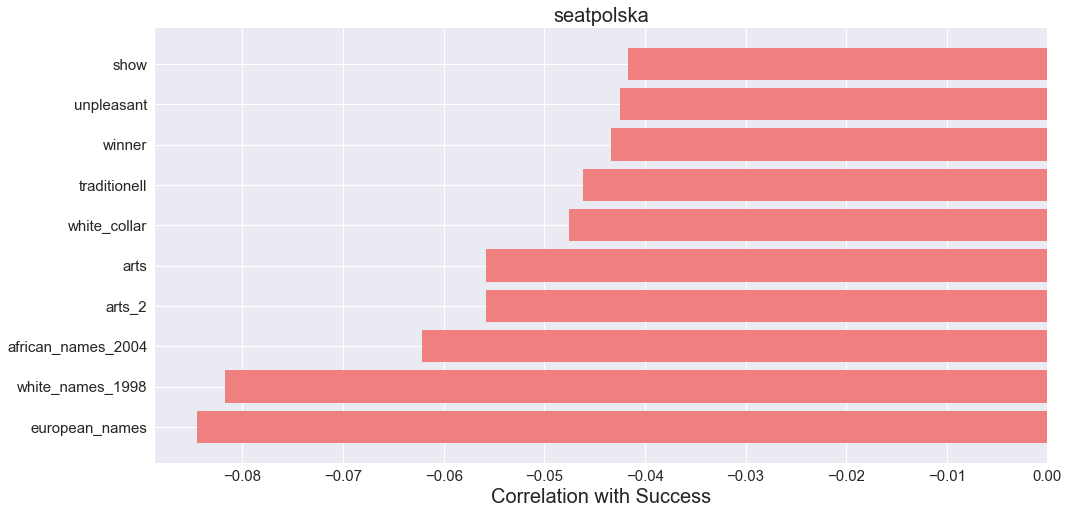 seatpolska
show
unpleasant
winner
traditionell
white_collar
arts
arts_2
african_names_2004
white_names_1998
european_names
−0.08 −0.07 −0.06 −0.05 −0.04 −0.03 −0.02 −0.01 0.00
Correlation with Success